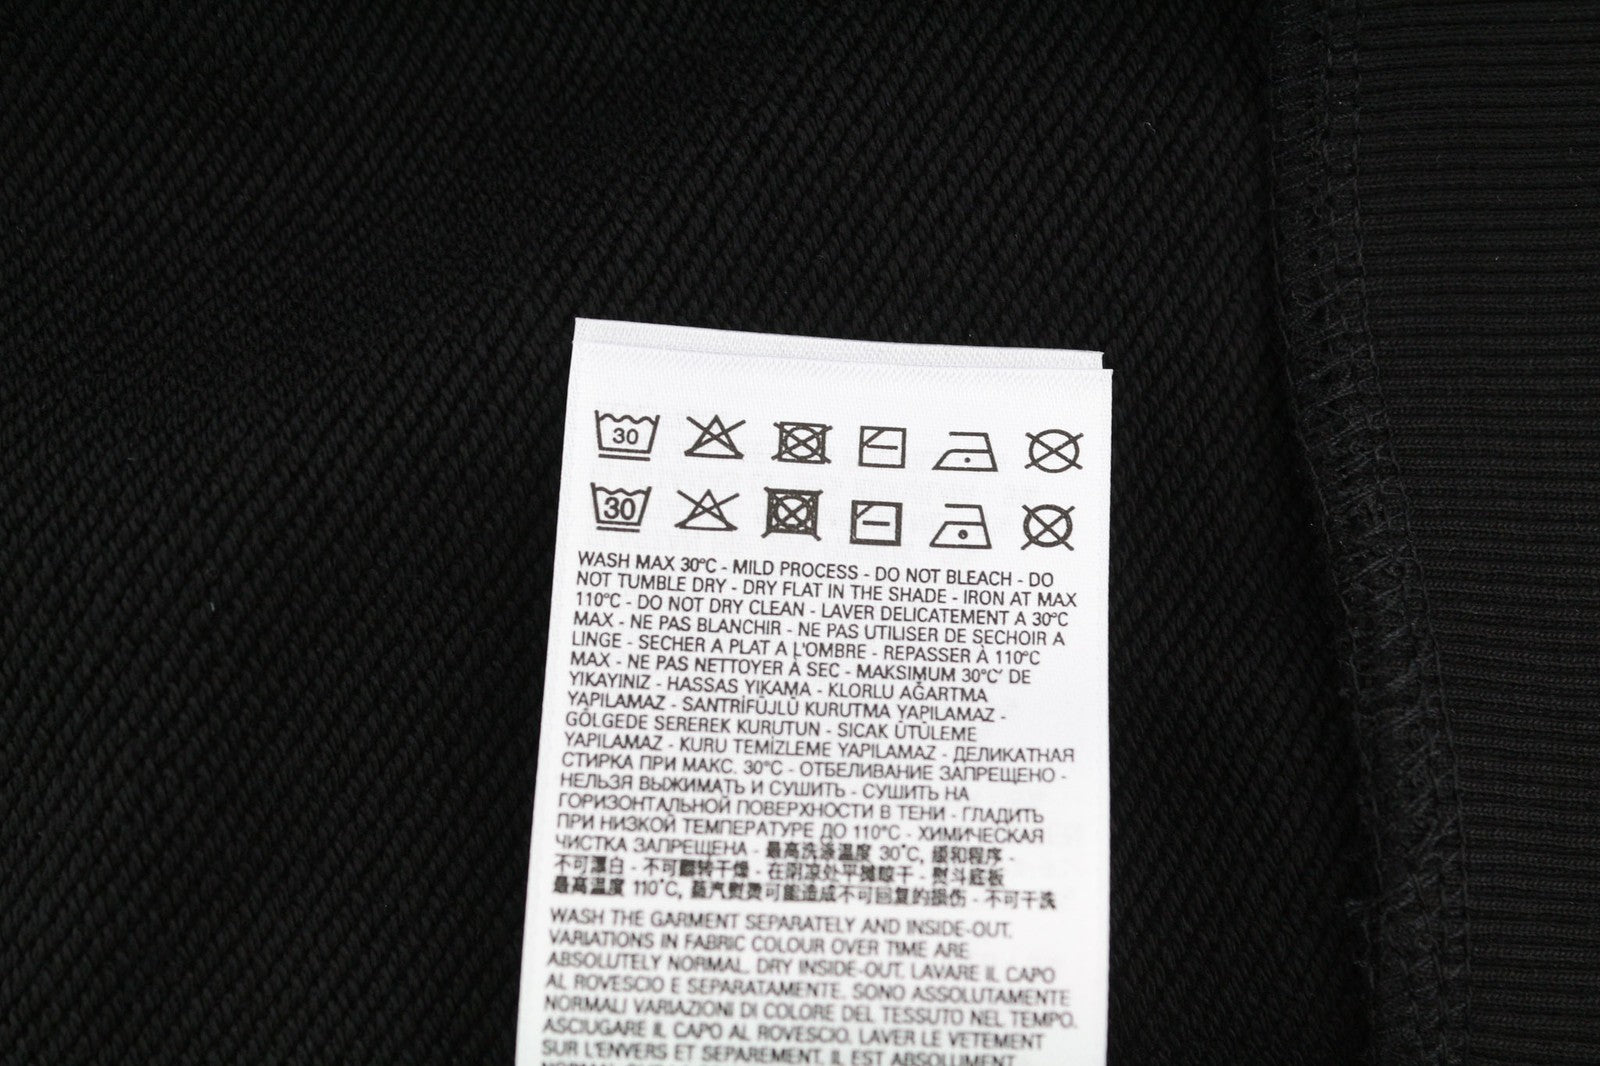 30
30
WASH MAX 30°C - MILD PROCESS - DO NOT BLEACH - DO
NOT TUMBLE DRY - DRY FLAT IN THE SHADE - IRON AT MAX
110°C - DO NOT DRY CLEAN - LAVER DELICATEMENT A 30°C
MAX - NE PAS BLANCHIR - NE PAS UTILISER DE SECHOIR A
LINGE - SECHER A PLAT A L'OMBRE - REPASSER À 110°C
MAX - NE PAS NETTOYER À SEC - MAKSIMUM 30°C' DE
YIKAYINIZ - HASSAS YIKAMA - KLORLU AĞARTMA
YAPILAMAZ - SANTRİFÜJLÜ KURUTMA YAPILAMAZ -
GÖLGEDE SEREREK KURUTUN - SICAK ÜTÜLEME
YAPILAMAZ - KURU TEMİZLEME YAPILAMAZ - ДЕЛИКАТНАЯ
СТИРКА ПРИ МАКС. 30°C - ОТБЕЛИВАНИЕ ЗАПРЕЩЕНО -
НЕЛЬЗЯ ВЫЖИМАТЬ И СУШИТЬ - СУШИТЬ НА
ГОРИЗОНТАЛЬНОЙ ПОВЕРХНОСТИ В ТЕНИ - ГЛАДИТЬ
ПРИ НИЗКОЙ ТЕМПЕРАТУРЕ ДО 110°C - ХИМИЧЕСКАЯ
ЧИСТКА ЗАПРЕЩЕНА - 最高洗涤温度 30°C, 缓和程序 -
不可漂白 - 不可翻转干燥 - 在阴凉处平摊晾干 - 熨斗底板
最高温度 110°C, 蒸汽熨烫可能造成不可回复的损伤 - 不可干洗
WASH THE GARMENT SEPARATELY AND INSIDE-OUT.
VARIATIONS IN FABRIC COLOUR OVER TIME ARE
ABSOLUTELY NORMAL. DRY INSIDE-OUT. LAVARE IL CAPO
AL ROVESCIO E SEPARATAMENTE. SONO ASSOLUTAMENTE
NORMALI VARIAZIONI DI COLORE DEL TESSUTO NEL TEMPO.
ASCIUGARE IL CAPO AL ROVESCIO. LAVER LE VETEMENT
SUR L'ENVERS ET SEPAREMENT. IL EST ABSOLUMENT